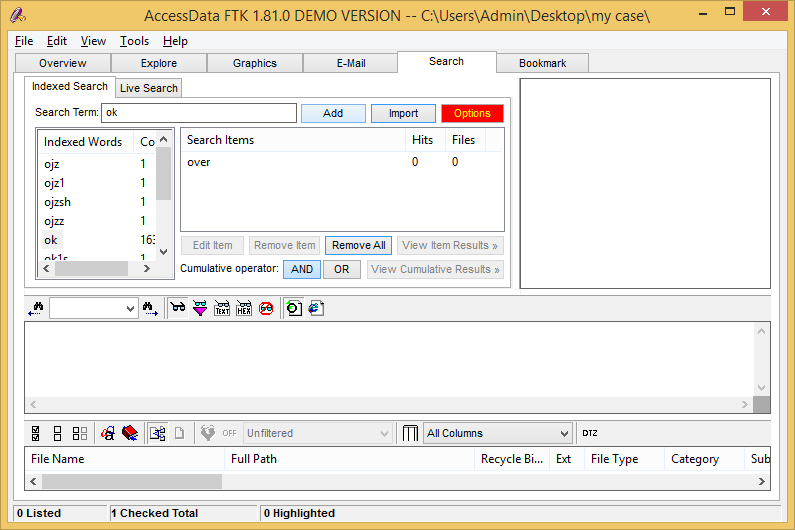 AccessData FTK 1.81.0 DEMO VERSION -- C:\Users\Admin\Desktop\my case\
File Edit View Tools Help
Overview Explore Graphics E-Mail Search Bookmark
Indexed Search Live Search
Search Term: ok Add Import Options
Indexed Words Co
Search Items Hits Files
ojz 1
over 0 0
ojz1 1
ojzsh 1
ojzz 1
ok 163
ok1s 1
Edit Item Remove Item Remove All View Item Results »
Cumulative operator: AND OR View Cumulative Results »
TEXT HEX
OFF Unfiltered All Columns DTZ
File Name Full Path Recycle Bi... Ext File Type Category Sub
0 Listed 1 Checked Total 0 Highlighted